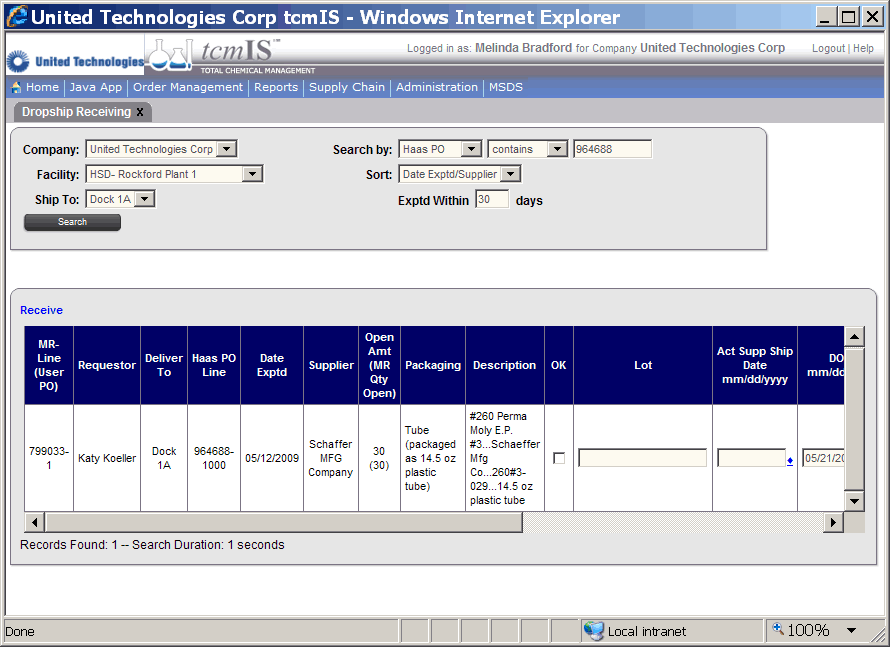 United Technologies Corp tcmIS - Windows Internet Explorer
United Technologies
tcmIS™
TOTAL CHEMICAL MANAGEMENT
Logged in as: Melinda Bradford for Company United Technologies Corp
Logout | Help
Home | Java App | Order Management | Reports | Supply Chain | Administration | MSDS
Dropship Receiving x
Company: United Technologies Corp
Search by: Haas PO contains 964688
Facility: HSD- Rockford Plant 1
Sort: Date Exptd/Supplier
Ship To: Dock 1A
Exptd Within 30 days
Search
Receive
MR-
Line
(User
PO)
Requestor
Deliver
To
Haas PO
Line
Date
Exptd
Supplier
Open
Amt
(MR
Qty
Open)
Packaging
Description
OK
Lot
Act Supp Ship
Date
mm/dd/yyyy
DO
mm/dd
799033-
1
Katy Koeller
Dock
1A
964688-
1000
05/12/2009
Schaffer
MFG
Company
30
(30)
Tube
(packaged
as 14.5 oz
plastic
tube)
#260 Perma
Moly E.P.
#3...Schaeffer
Mfg
Co...260#3-
029...14.5 oz
plastic tube
05/21/20
Records Found: 1 -- Search Duration: 1 seconds
Done
Local intranet
100%